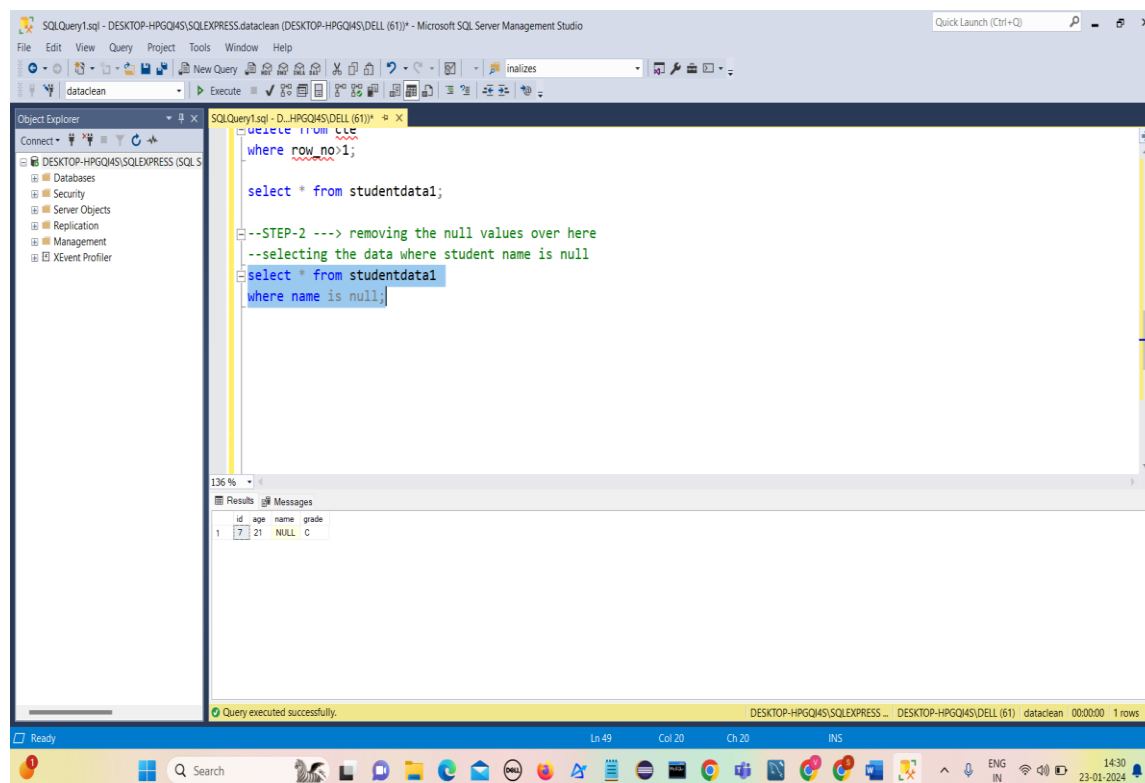 SQLQuery1.sql - DESKTOP-HPGQI4S\SQLEXPRESS.dataclean (DESKTOP-HPGQI4S\DELL (61))* - Microsoft SQL Server Management Studio
Quick Launch (Ctrl+Q)
File Edit View Query Project Tools Window Help
New Query
inalizes
dataclean
Execute
Object Explorer
SQLQuery1.sql - D...HPGQI4S\DELL (61))*
Connect
DESKTOP-HPGQI4S\SQLEXPRESS (SQL S
Databases
Security
Server Objects
Replication
Management
XEvent Profiler
delete from cte
where row_no>1;
select * from studentdata1;
--STEP-2 ---> removing the null values over here
--selecting the data where student name is null
select * from studentdata1
where name is null;
136 %
Results Messages
id age name grade
1 7 21 NULL C
Query executed successfully.
DESKTOP-HPGQI4S\SQLEXPRESS ... DESKTOP-HPGQI4S\DELL (61) dataclean 00:00:00 1 rows
Ready
Ln 49 Col 20 Ch 20 INS
1
Search
DELL
ENG
IN
14:30
23-01-2024